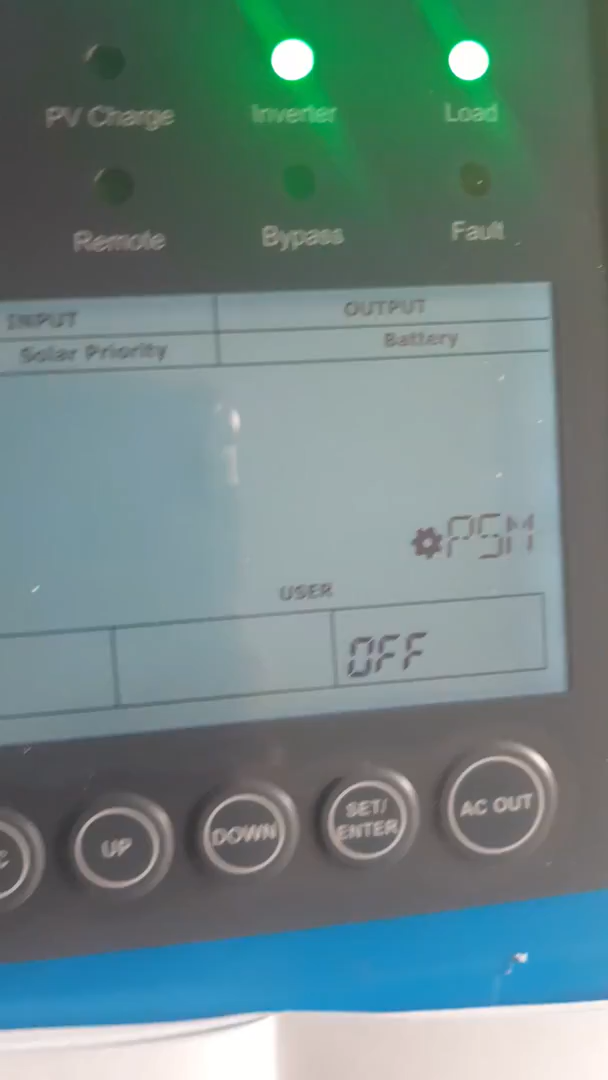 PV Charge Inverter Load
Remote Bypass Fault
INPUT OUTPUT
Solar Priority Battery
PSM
USER
OFF
UP DOWN SET/ENTER AC OUT